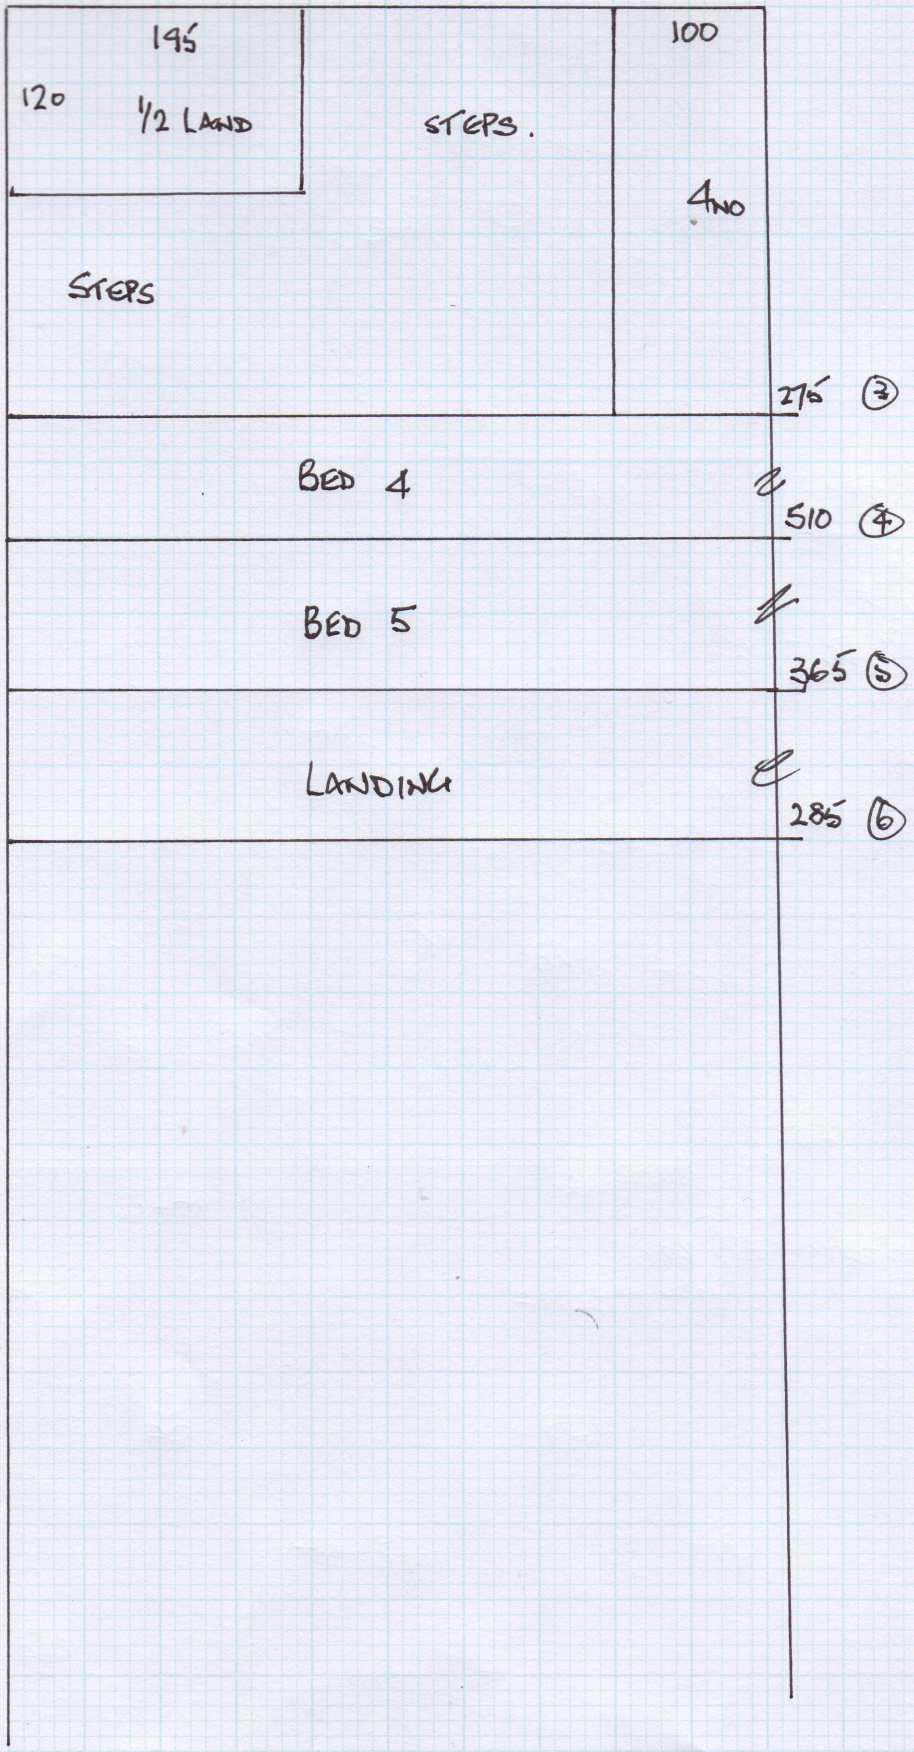 195 100
120 1/2 LAND STEPS.
4NO
STEPS
275 ③
BED 4
510 ④
BED 5
365 ⑤
LANDING
285 ⑥